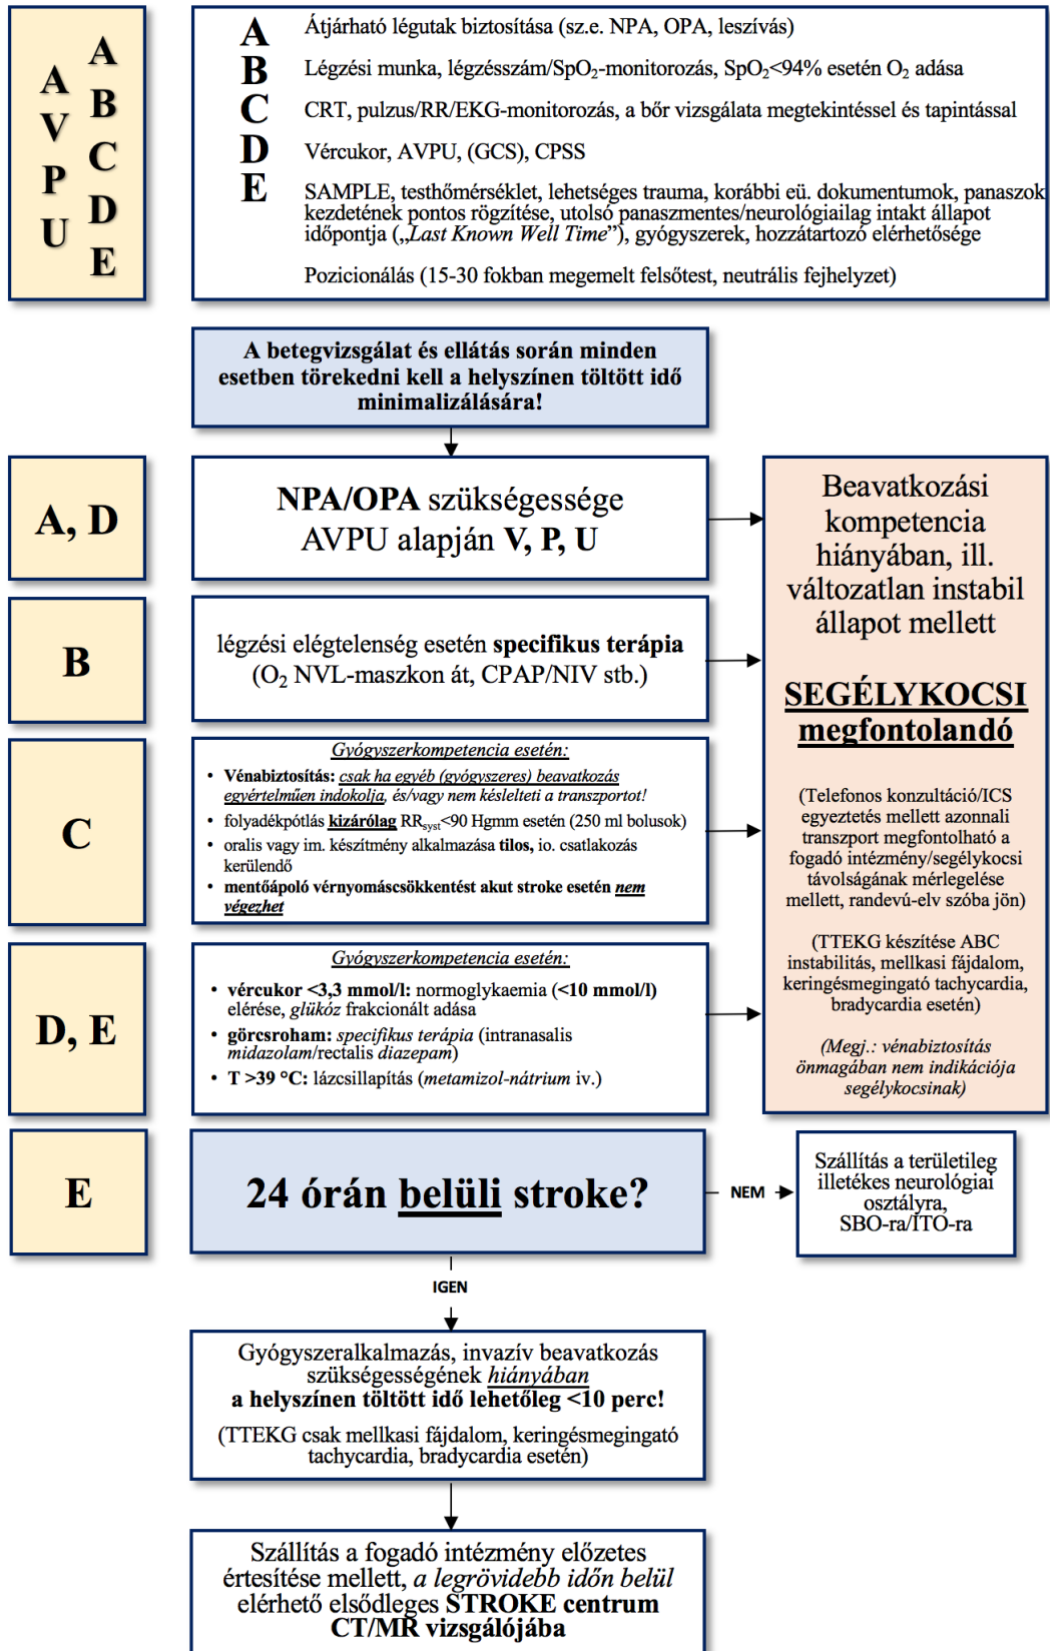 A
V
P
U
A
B
C
D
E
A Átjárható légutak biztosítása (sz.e. NPA, OPA, leszívás)
B Légzési munka, légzésszám/SpO₂-monitorozás, SpO₂<94% esetén O₂ adása
C CRT, pulzus/RR/EKG-monitorozás, a bőr vizsgálata megtekintéssel és tapintással
D Vércukor, AVPU, (GCS), CPSS
E SAMPLE, testhőmérséklet, lehetséges trauma, korábbi eü. dokumentumok, panaszok
kezdetének pontos rögzítése, utolsó panaszmentes/neurológiailag intakt állapot
időpontja („Last Known Well Time”), gyógyszerek, hozzátartozó elérhetősége
Pozicionálás (15-30 fokban megemelt felsőtest, neutrális fejhelyzet)
A betegvizsgálat és ellátás során minden
esetben törekedni kell a helyszínen töltött idő
minimalizálására!
A, D
NPA/OPA szükségessége
AVPU alapján V, P, U
B
légzési elégtelenség esetén specifikus terápia
(O₂ NVL-maszkon át, CPAP/NIV stb.)
C
Gyógyszerkompetencia esetén:
• Vénabiztosítás: csak ha egyéb (gyógyszeres) beavatkozás
egyértelműen indokolja, és/vagy nem késlelteti a transzportot!
• folyadékpótlás kizárólag RRsyst<90 Hgmm esetén (250 ml bolusok)
• oralis vagy im. készítmény alkalmazása tilos, io. csatlakozás
kerülendő
• mentőápoló vérnyomáscsökkentést akut stroke esetén nem
végezhet
D, E
Gyógyszerkompetencia esetén:
• vércukor <3,3 mmol/l: normoglykaemia (<10 mmol/l)
elérése, glükóz frakcionált adása
• görcsroham: specifikus terápia (intranasalis
midazolam/rectalis diazepam)
• T >39 °C: lázcsillapítás (metamizol-nátrium iv.)
Beavatkozási
kompetencia
hiányában, ill.
változatlan instabil
állapot mellett
SEGÉLYKOCSI
megfontolandó
(Telefonos konzultáció/ICS
egyeztetés mellett azonnali
transzport megfontolható a
fogadó intézmény/segélykocsi
távolságának mérlegelése
mellett, randevú-elv szóba jön)
(TTEKG készítése ABC
instabilitás, mellkasi fájdalom,
keringésmegingató tachycardia,
bradycardia esetén)
(Megj.: vénabiztosítás
önmagában nem indikációja
segélykocsinak)
E
24 órán belüli stroke?
NEM
Szállítás a területileg
illetékes neurológiai
osztályra,
SBO-ra/ITO-ra
IGEN
Gyógyszeralkalmazás, invazív beavatkozás
szükségességének hiányában
a helyszínen töltött idő lehetőleg <10 perc!
(TTEKG csak mellkasi fájdalom, keringésmegingató
tachycardia, bradycardia esetén)
Szállítás a fogadó intézmény előzetes
értesítése mellett, a legrövidebb időn belül
elérhető elsődleges STROKE centrum
CT/MR vizsgálójába